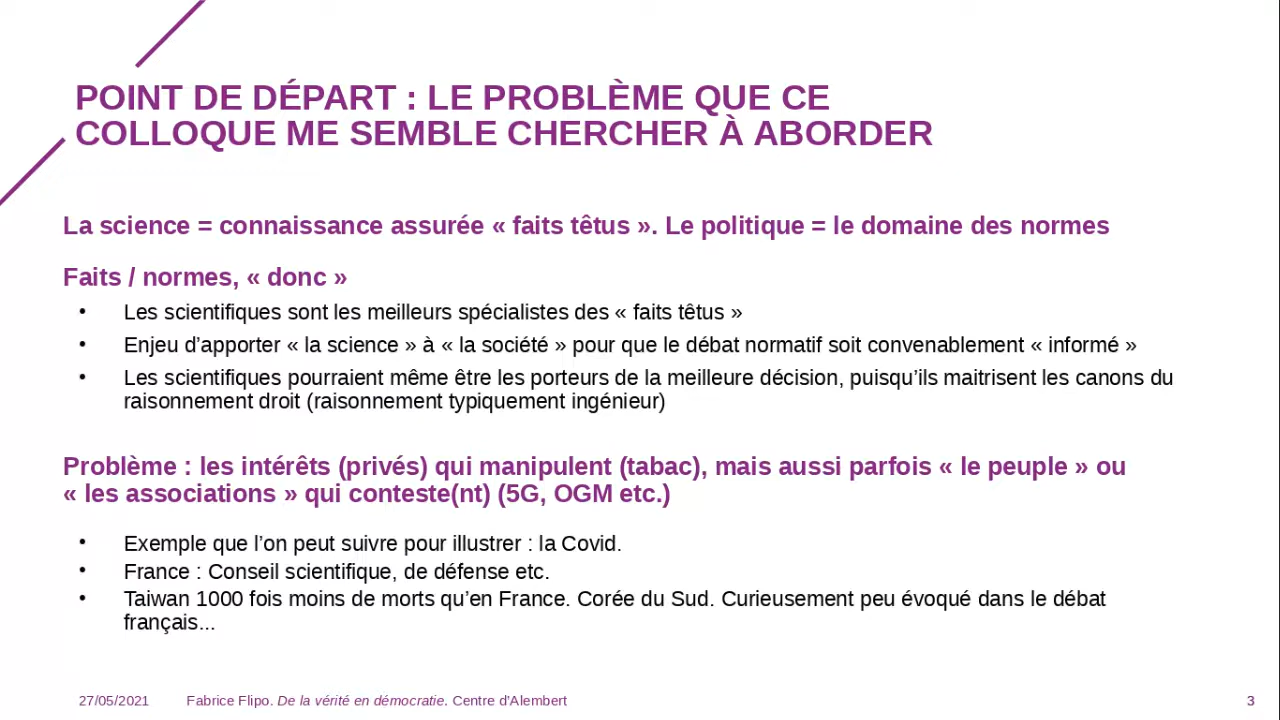 POINT DE DÉPART : LE PROBLÈME QUE CE
COLLOQUE ME SEMBLE CHERCHER À ABORDER
La science = connaissance assurée « faits têtus ». Le politique = le domaine des normes
Faits / normes, « donc »
• Les scientifiques sont les meilleurs spécialistes des « faits têtus »
• Enjeu d’apporter « la science » à « la société » pour que le débat normatif soit convenablement « informé »
• Les scientifiques pourraient même être les porteurs de la meilleure décision, puisqu’ils maitrisent les canons du
raisonnement droit (raisonnement typiquement ingénieur)
Problème : les intérêts (privés) qui manipulent (tabac), mais aussi parfois « le peuple » ou
« les associations » qui conteste(nt) (5G, OGM etc.)
• Exemple que l’on peut suivre pour illustrer : la Covid.
• France : Conseil scientifique, de défense etc.
• Taiwan 1000 fois moins de morts qu’en France. Corée du Sud. Curieusement peu évoqué dans le débat
français...
27/05/2021 Fabrice Flipo. De la vérité en démocratie. Centre d'Alembert 3